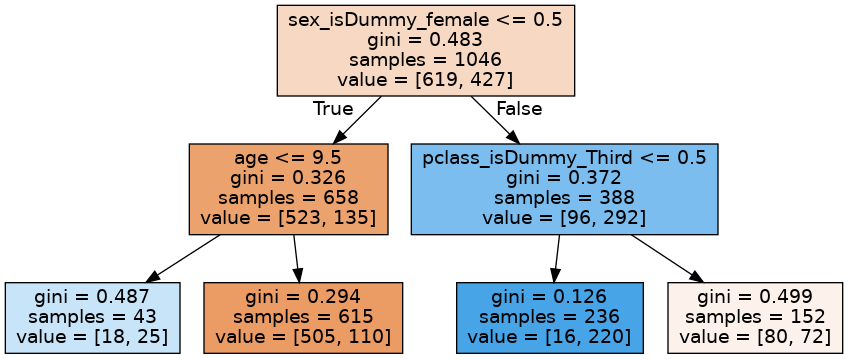 sex_isDummy_female <= 0.5
gini = 0.483
samples = 1046
value = [619, 427]
True
False
age <= 9.5
gini = 0.326
samples = 658
value = [523, 135]
pclass_isDummy_Third <= 0.5
gini = 0.372
samples = 388
value = [96, 292]
gini = 0.487
samples = 43
value = [18, 25]
gini = 0.294
samples = 615
value = [505, 110]
gini = 0.126
samples = 236
value = [16, 220]
gini = 0.499
samples = 152
value = [80, 72]